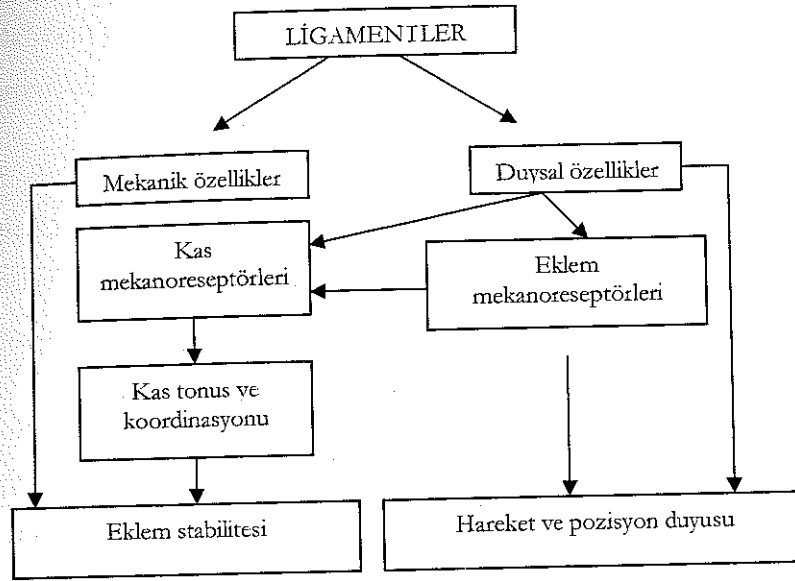 LİGAMENTLER
Mekanik özellikler
Duysal özellikler
Kas
mekanoreseptörleri
Eklem
mekanoreseptörleri
Kas tonus ve
koordinasyonu
Eklem stabilitesi
Hareket ve pozisyon duyusu